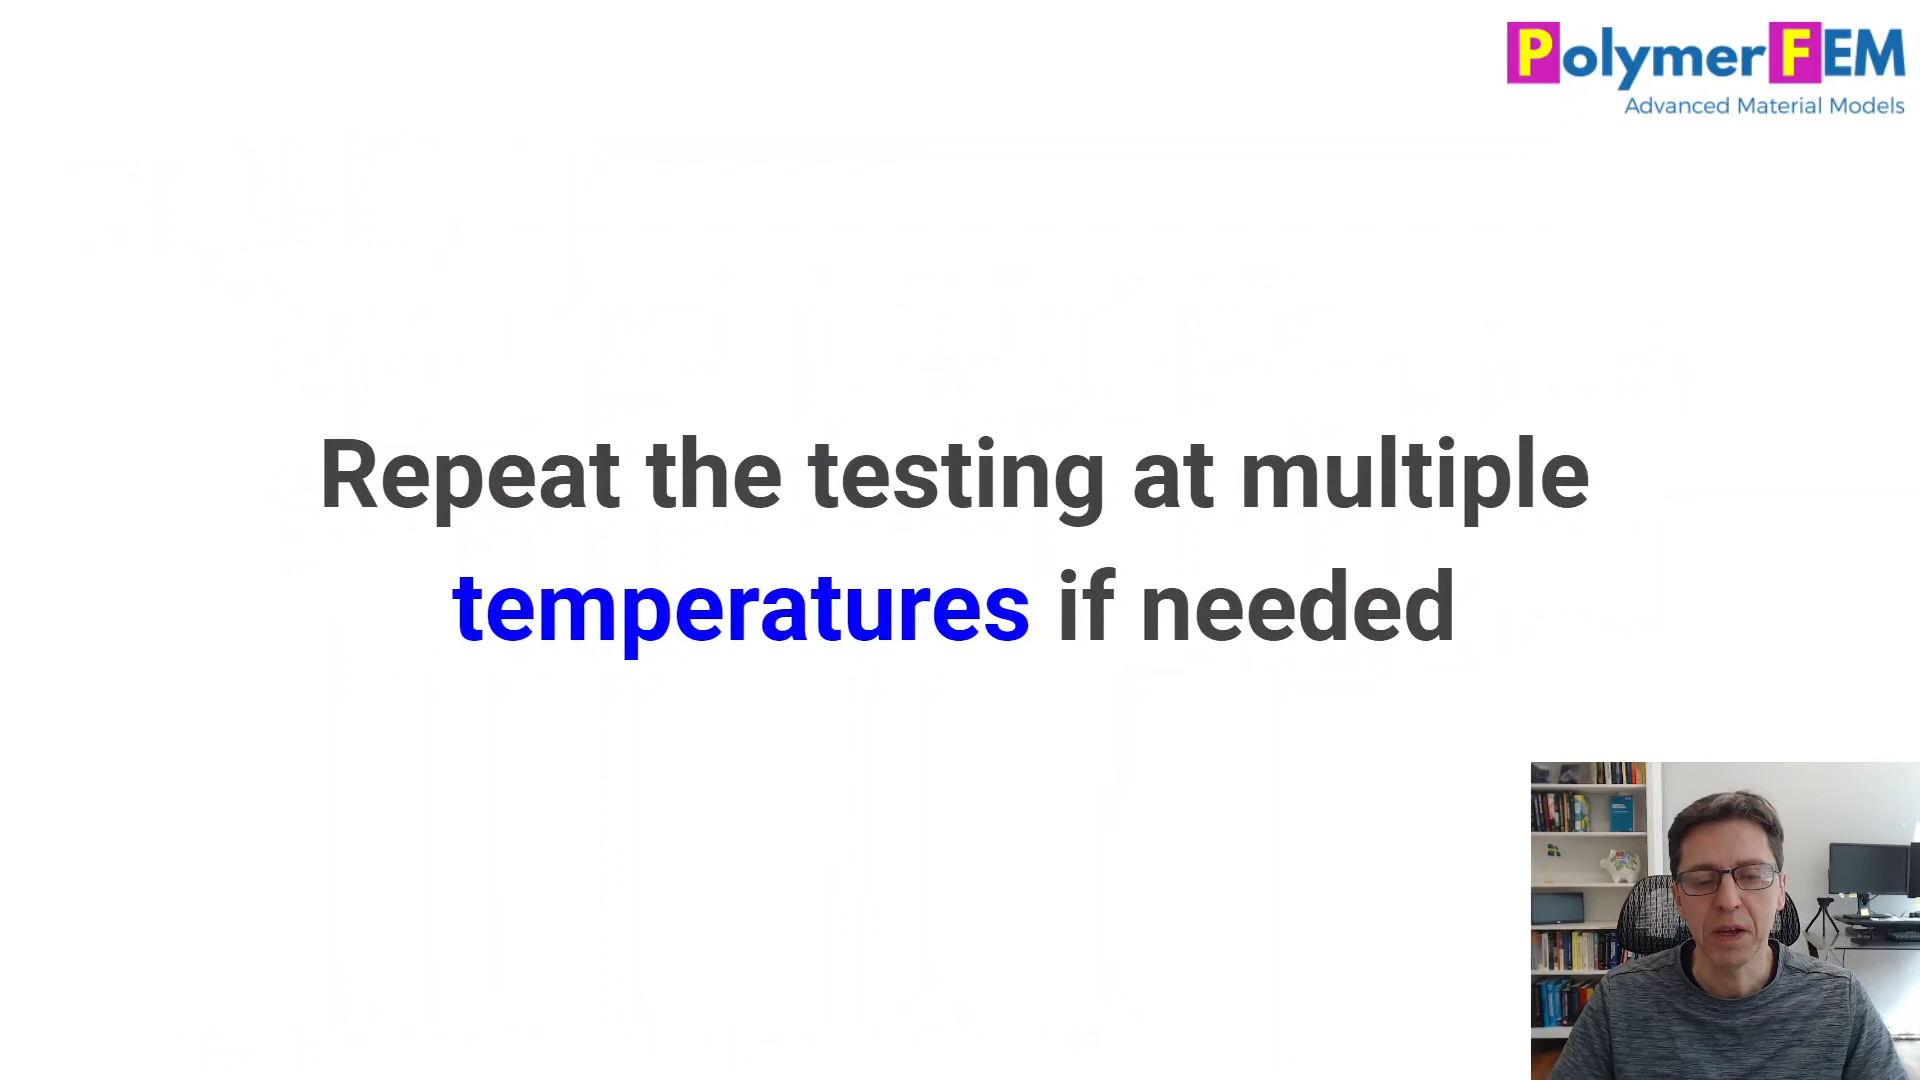 PolymerFEM
Advanced Material Models
Repeat the testing at multiple
temperatures if needed